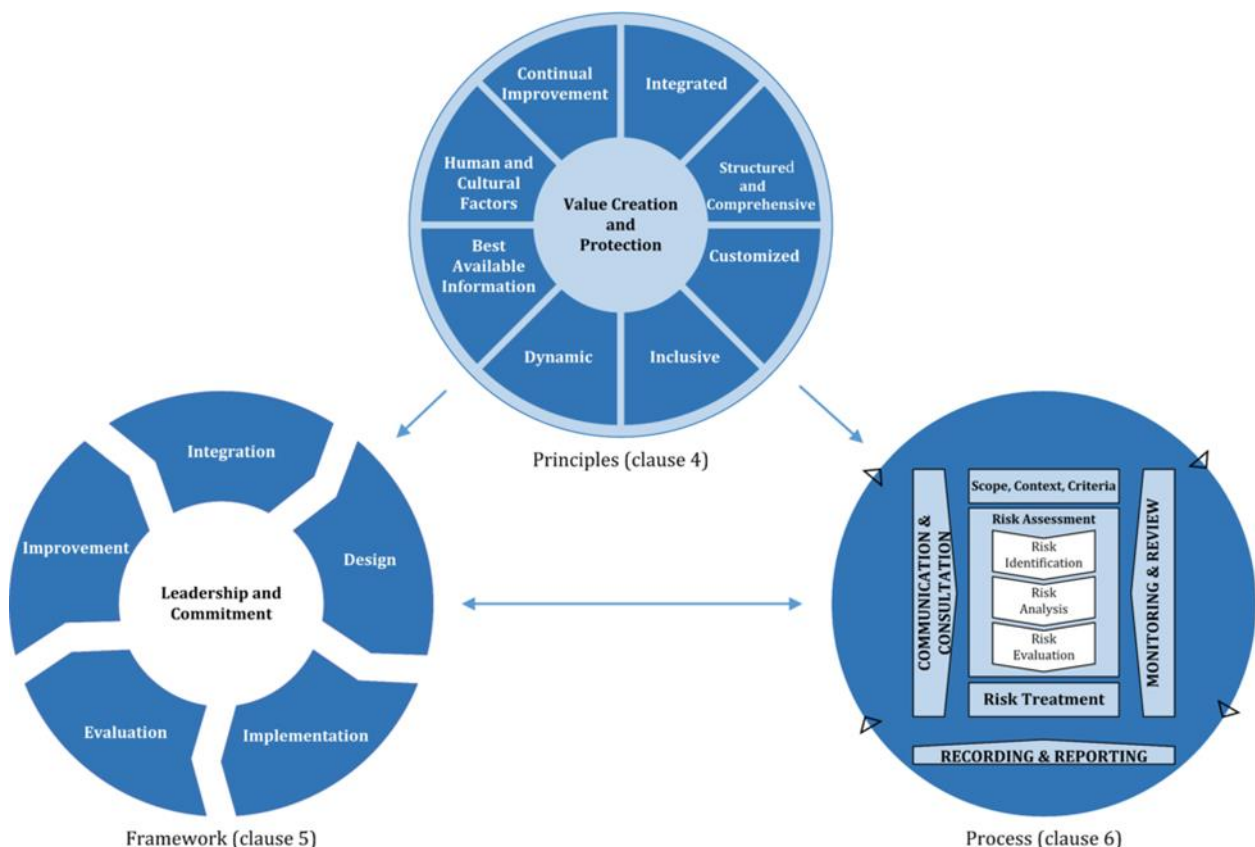 Continual
Improvement
Integrated
Human and
Cultural
Factors
Structured
and
Comprehensive
Value Creation
and
Protection
Best
Available
Information
Customized
Dynamic
Inclusive
Principles (clause 4)
Integration
Improvement
Design
Leadership and
Commitment
Evaluation
Implementation
Framework (clause 5)
COMMUNICATION &
CONSULTATION
Scope, Context, Criteria
Risk Assessment
Risk
Identification
Risk
Analysis
Risk
Evaluation
Risk Treatment
MONITORING & REVIEW
RECORDING & REPORTING
Process (clause 6)